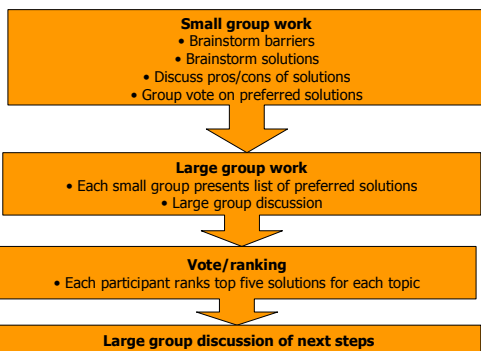 Small group work
• Brainstorm barriers
• Brainstorm solutions
• Discuss pros/cons of solutions
• Group vote on preferred solutions
Large group work
• Each small group presents list of preferred solutions
• Large group discussion
Vote/ranking
• Each participant ranks top five solutions for each topic
Large group discussion of next steps